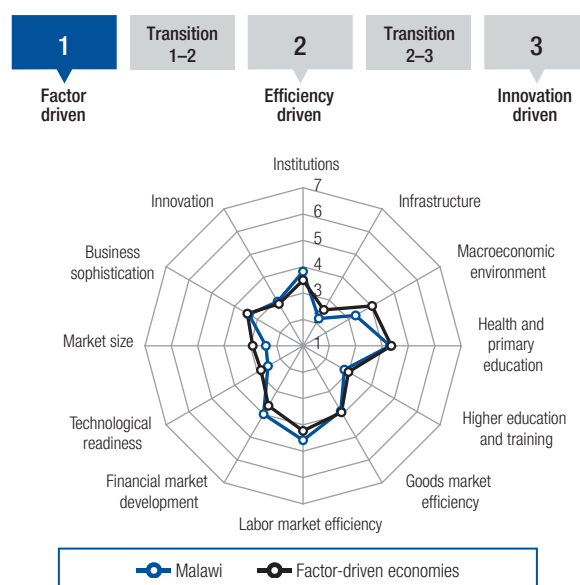 1
Transition
1–2
2
Transition
2–3
3
Factor
driven
Efficiency
driven
Innovation
driven
Institutions
7
Innovation
6
Infrastructure
5
Business
sophistication
4
Macroeconomic
environment
3
Market size
1
Health and
primary
education
Technological
readiness
Higher education
and training
Financial market
development
Goods market
efficiency
Labor market efficiency
Malawi
Factor-driven economies